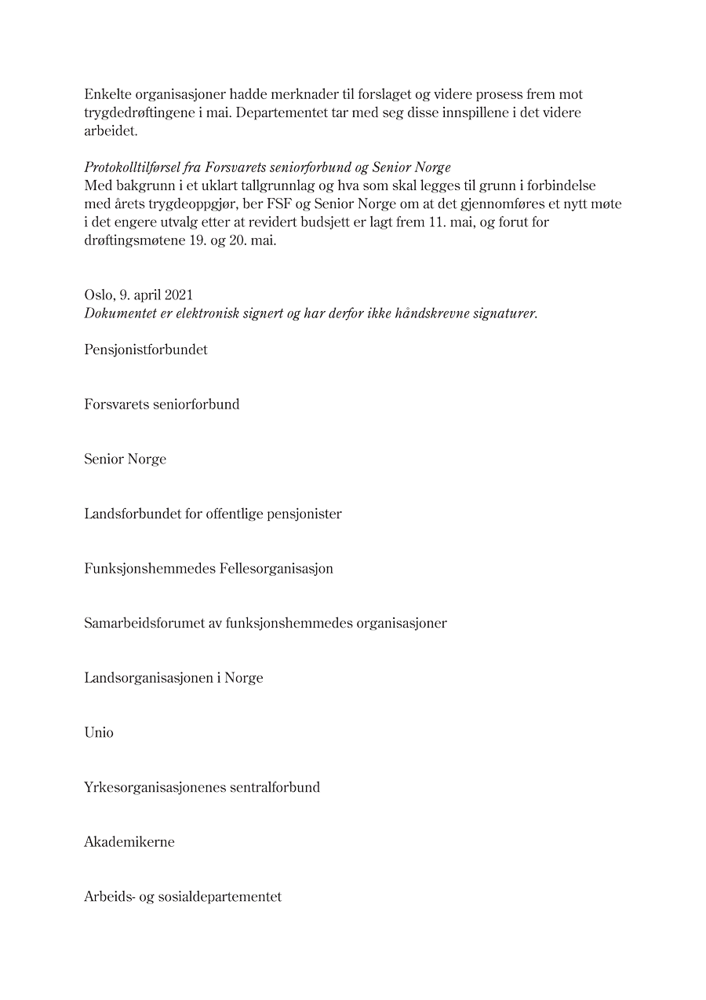 Enkelte organisasjoner hadde merknader til forslaget og videre prosess frem mot
trygdedrøftingene i mai. Departementet tar med seg disse innspillene i det videre
arbeidet.
Protokolltilførsel fra Forsvarets seniorforbund og Senior Norge
Med bakgrunn i et uklart tallgrunnlag og hva som skal legges til grunn i forbindelse
med årets trygdeoppgjør, ber FSF og Senior Norge om at det gjennomføres et nytt møte
i det engere utvalg etter at revidert budsjett er lagt frem 11. mai, og forut for
drøftingsmøtene 19. og 20. mai.
Oslo, 9. april 2021
Dokumentet er elektronisk signert og har derfor ikke håndskrevne signaturer.
Pensjonistforbundet
Forsvarets seniorforbund
Senior Norge
Landsforbundet for offentlige pensjonister
Funksjonshemmedes Fellesorganisasjon
Samarbeidsforumet av funksjonshemmedes organisasjoner
Landsorganisasjonen i Norge
Unio
Yrkesorganisasjonenes sentralforbund
Akademikerne
Arbeids- og sosialdepartementet